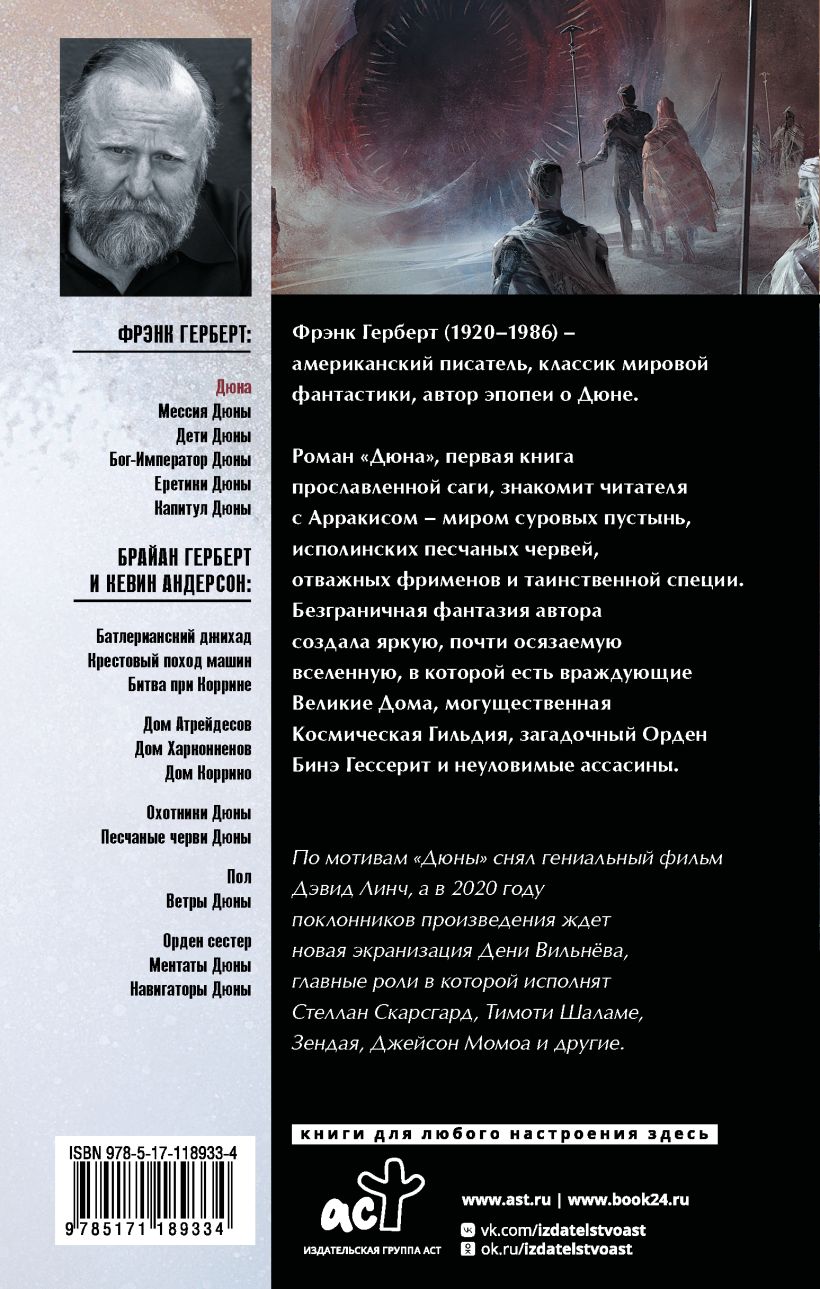 ФРЭНК ГЕРБЕРТ:
Дюна
Мессия Дюны
Дети Дюны
Бог-Император Дюны
Еретики Дюны
Капитул Дюны
БРАЙАН ГЕРБЕРТ
И КЕВИН АНДЕРСОН:
Батлерианский джихад
Крестовый поход машин
Битва при Коррине
Дом Атрейдесов
Дом Харконненов
Дом Коррино
Охотники Дюны
Песчаные черви Дюны
Пол
Ветры Дюны
Орден сестер
Ментаты Дюны
Навигаторы Дюны
ISBN 978-5-17-118933-4
9 785171 189334
Фрэнк Герберт (1920–1986) –
американский писатель, классик мировой
фантастики, автор эпопеи о Дюне.
Роман «Дюна», первая книга
прославленной саги, знакомит читателя
с Арракисом – миром суровых пустынь,
исполинских песчаных червей,
отважных фрименов и таинственной специи.
Безграничная фантазия автора
создала яркую, почти осязаемую
вселенную, в которой есть враждующие
Великие Дома, могущественная
Космическая Гильдия, загадочный Орден
Бинэ Гессерит и неуловимые ассасины.
По мотивам «Дюны» снял гениальный фильм
Дэвид Линч, а в 2020 году
поклонников произведения ждет
новая экранизация Дени Вильнёва,
главные роли в которой исполнят
Стеллан Скарсгард, Тимоти Шаламе,
Зендая, Джейсон Момоа и другие.
книги для любого настроения здесь
аст
ИЗДАТЕЛЬСКАЯ ГРУППА АСТ
www.ast.ru | www.book24.ru
vk.com/izdatelstvoast
ok.ru/izdatelstvoast